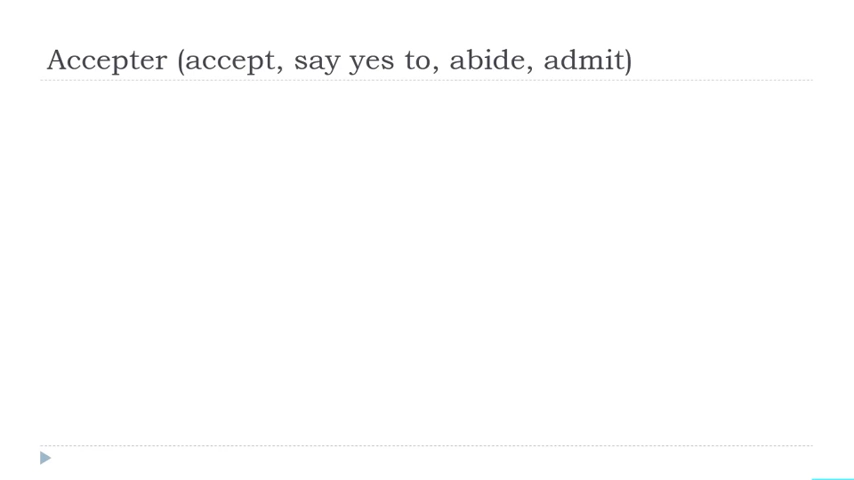 Accepter (accept, say yes to, abide, admit)